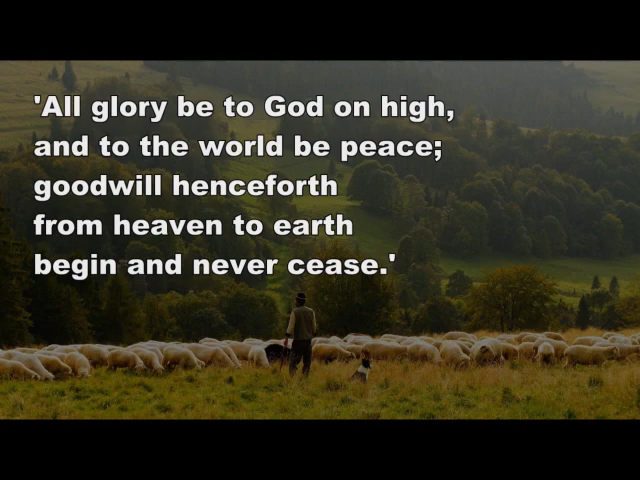 'All glory be to God on high,
and to the world be peace;
goodwill henceforth
from heaven to earth
begin and never cease.'